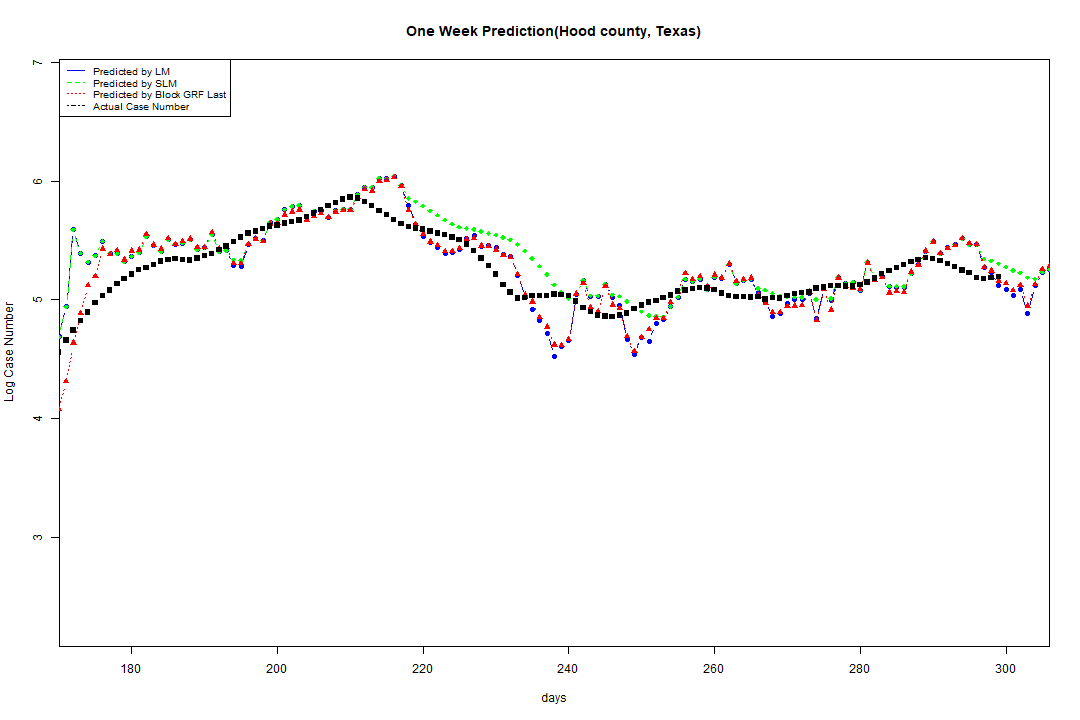 One Week Prediction(Hood county, Texas)
Predicted by LM
Predicted by SLM
Predicted by Block GRF Last
Actual Case Number
7
6
5
4
3
Log Case Number
180 200 220 240 260 280 300
days